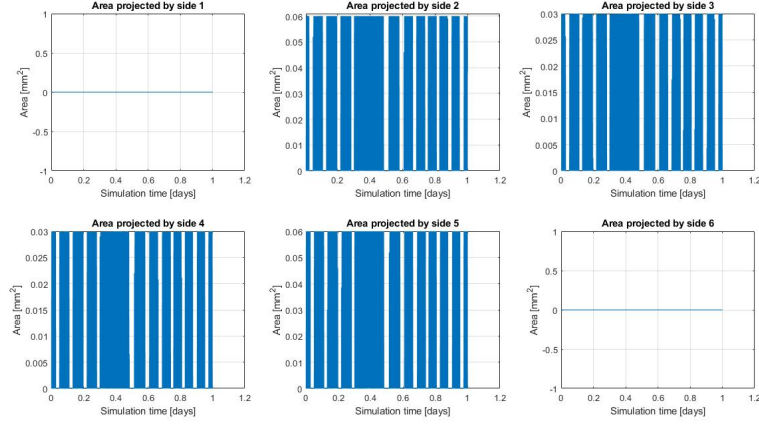 Area projected by side 1
Area [mm²]
1
0.5
0
-0.5
-1
0 0.2 0.4 0.6 0.8 1 1.2
Simulation time [days]
Area projected by side 2
Area [mm²]
0.06
0.05
0.04
0.03
0.02
0.01
0
0 0.2 0.4 0.6 0.8 1 1.2
Simulation time [days]
Area projected by side 3
Area [mm²]
0.03
0.025
0.02
0.015
0.01
0.005
0
0 0.2 0.4 0.6 0.8 1 1.2
Simulation time [days]
Area projected by side 4
Area [mm²]
0.03
0.025
0.02
0.015
0.01
0.005
0
0 0.2 0.4 0.6 0.8 1 1.2
Simulation time [days]
Area projected by side 5
Area [mm²]
0.06
0.05
0.04
0.03
0.02
0.01
0
0 0.2 0.4 0.6 0.8 1 1.2
Simulation time [days]
Area projected by side 6
Area [mm²]
1
0.5
0
-0.5
-1
0 0.2 0.4 0.6 0.8 1 1.2
Simulation time [days]